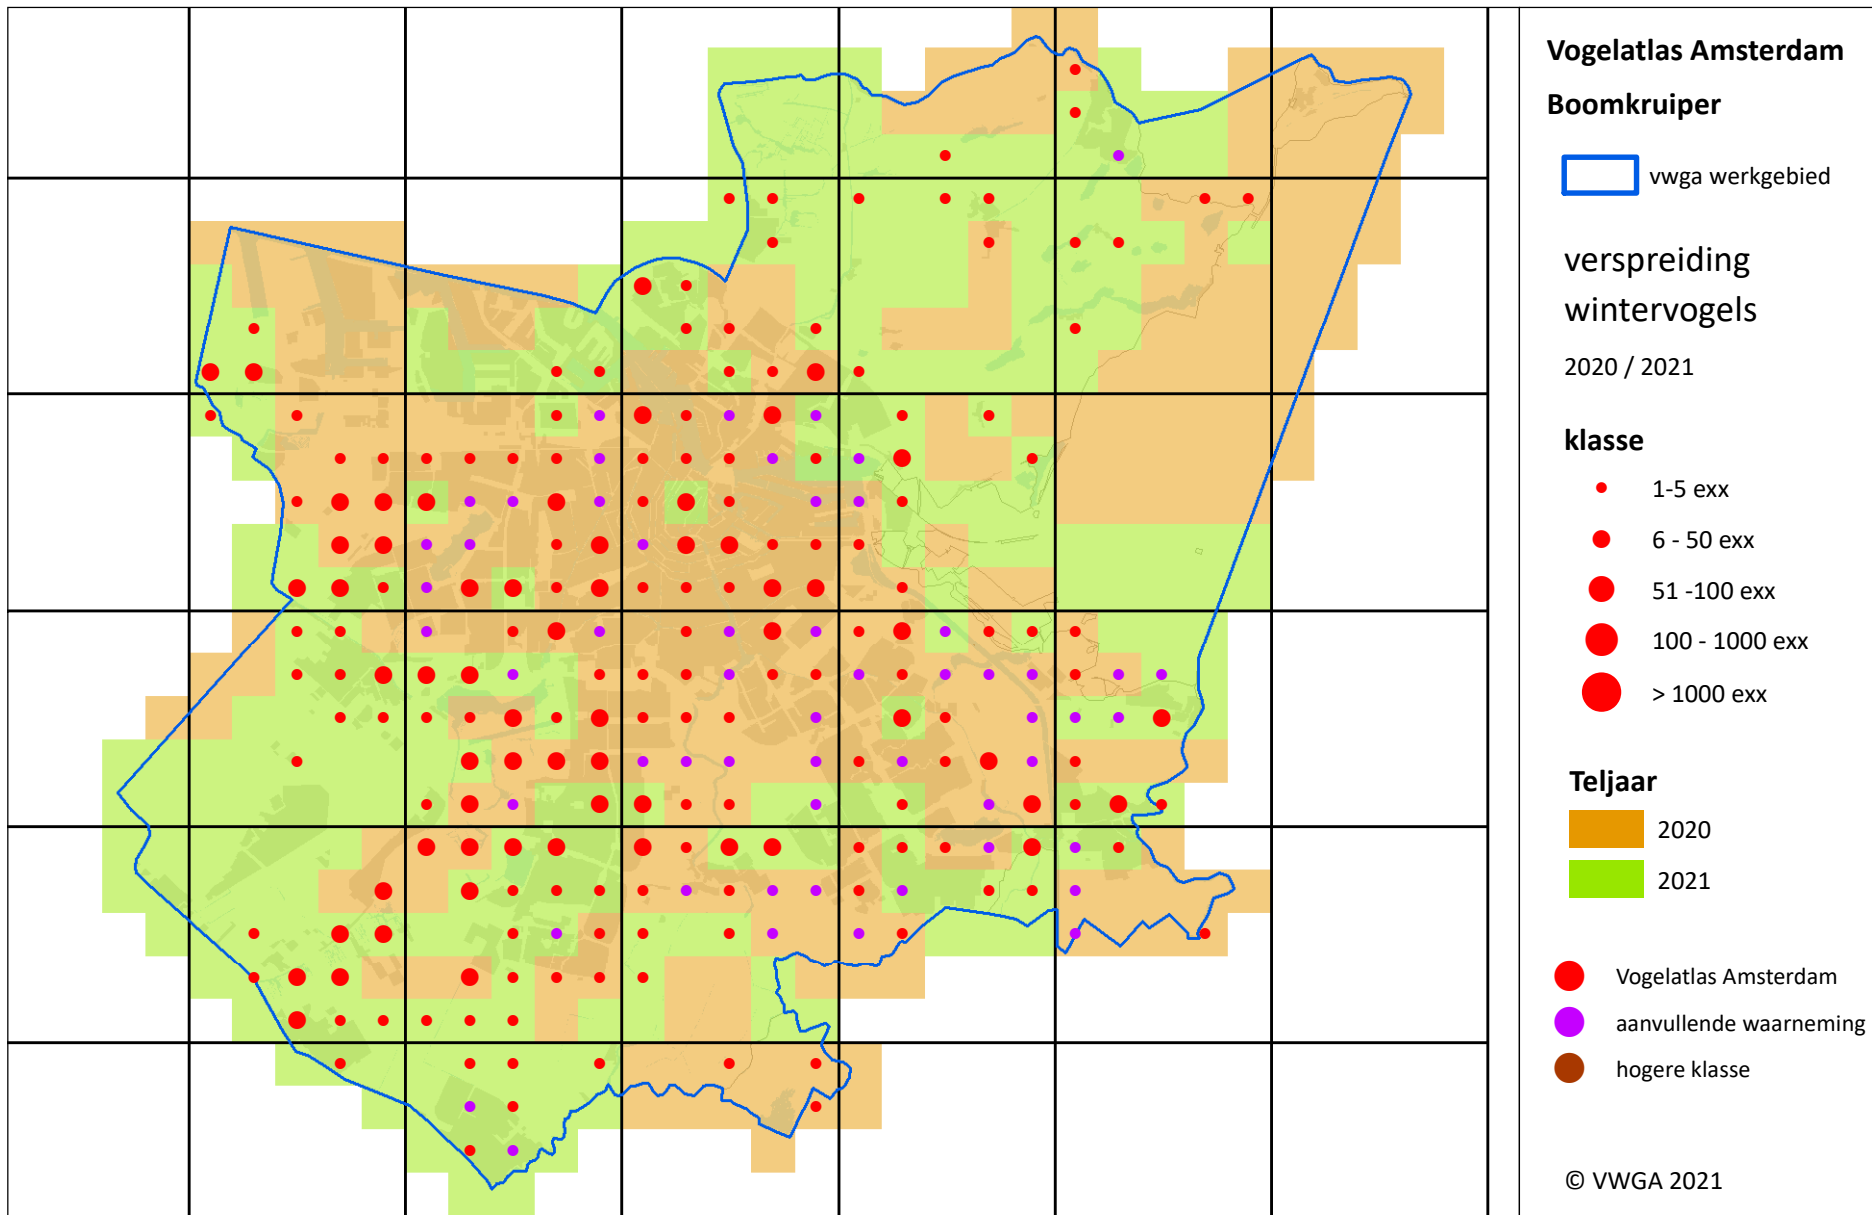 Vogelatlas Amsterdam
Boomkruiper
vwga werkgebied
verspreiding
wintervogels
2020 / 2021
klasse
1-5 exx
6 - 50 exx
51 -100 exx
100 - 1000 exx
> 1000 exx
Teljaar
2020
2021
Vogelatlas Amsterdam
aanvullende waarneming
hogere klasse
© VWGA 2021